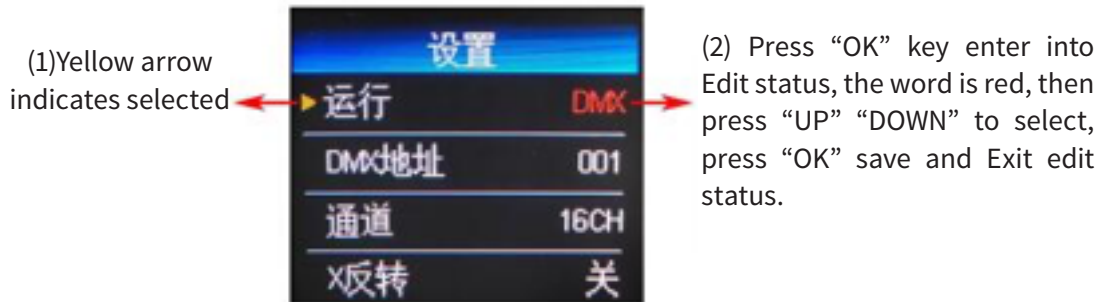 (1)Yellow arrow
indicates selected
设置
运行 DMX
DMX地址 001
通道 16CH
X反转 关
(2) Press “OK” key enter into
Edit status, the word is red, then
press “UP” “DOWN” to select,
press “OK” save and Exit edit
status.